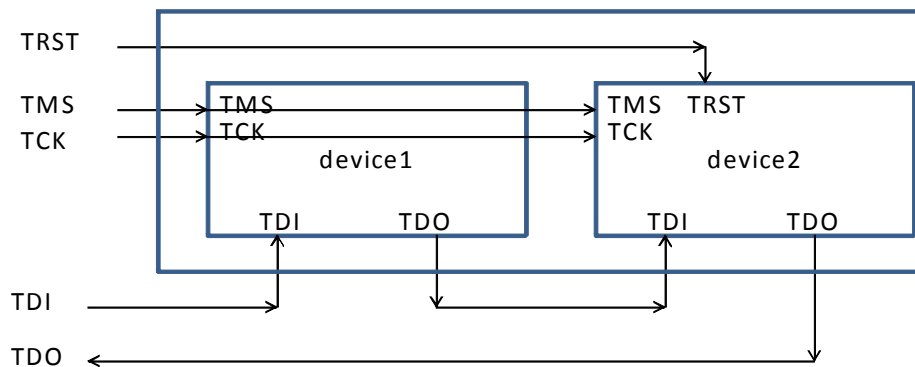 TRST
TMS
TCK
TMS
TCK
device1
TDI TDO
TMS TRST
TCK
device2
TDI TDO
TDI
TDO